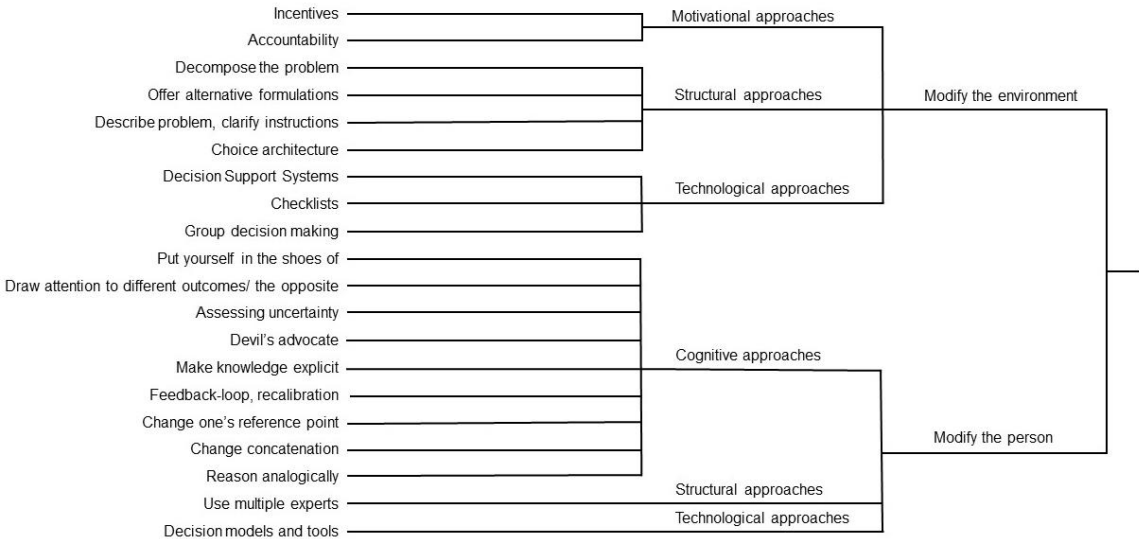 Incentives
Motivational approaches
Accountability
Decompose the problem
Offer alternative formulations
Structural approaches
Modify the environment
Describe problem, clarify instructions
Choice architecture
Decision Support Systems
Technological approaches
Checklists
Group decision making
Put yourself in the shoes of
Draw attention to different outcomes/ the opposite
Assessing uncertainty
Devil's advocate
Cognitive approaches
Make knowledge explicit
Feedback-loop, recalibration
Change one's reference point
Modify the person
Change concatenation
Reason analogically
Structural approaches
Use multiple experts
Technological approaches
Decision models and tools